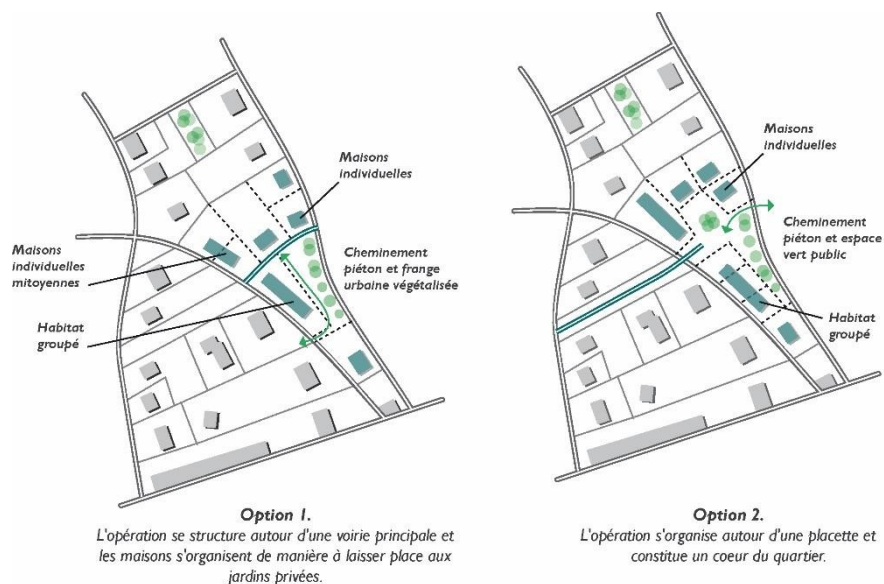 Maisons
individuelles
Maisons
individuelles
mitoyennes
Cheminement
piéton et frange
urbaine végétalisée
Habitat
groupé
Option 1.
L'opération se structure autour d'une voirie principale et
les maisons s'organisent de manière à laisser place aux
jardins privées.
Maisons
individuelles
Cheminement
piéton et espace
vert public
Habitat
groupé
Option 2.
L'opération s'organise autour d'une placette et
constitue un coeur du quartier.